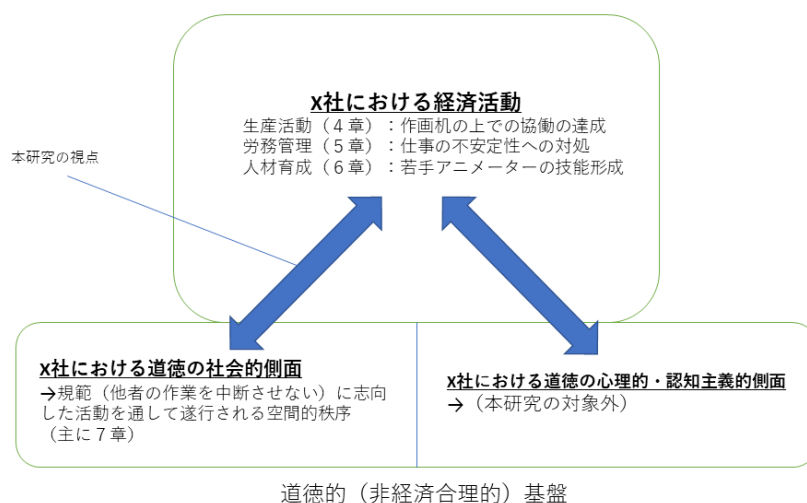 X社における経済活動
生産活動（４章）：作画机の上での協働の達成
労務管理（５章）：仕事の不安定性への対処
人材育成（６章）：若手アニメーターの技能形成
本研究の視点
X社における道徳の社会的側面
→規範（他者の作業を中断させない）に志向
した活動を通して遂行される空間的秩序
（主に７章）
X社における道徳の心理的・認知主義的側面
→（本研究の対象外）
道徳的（非経済合理的）基盤